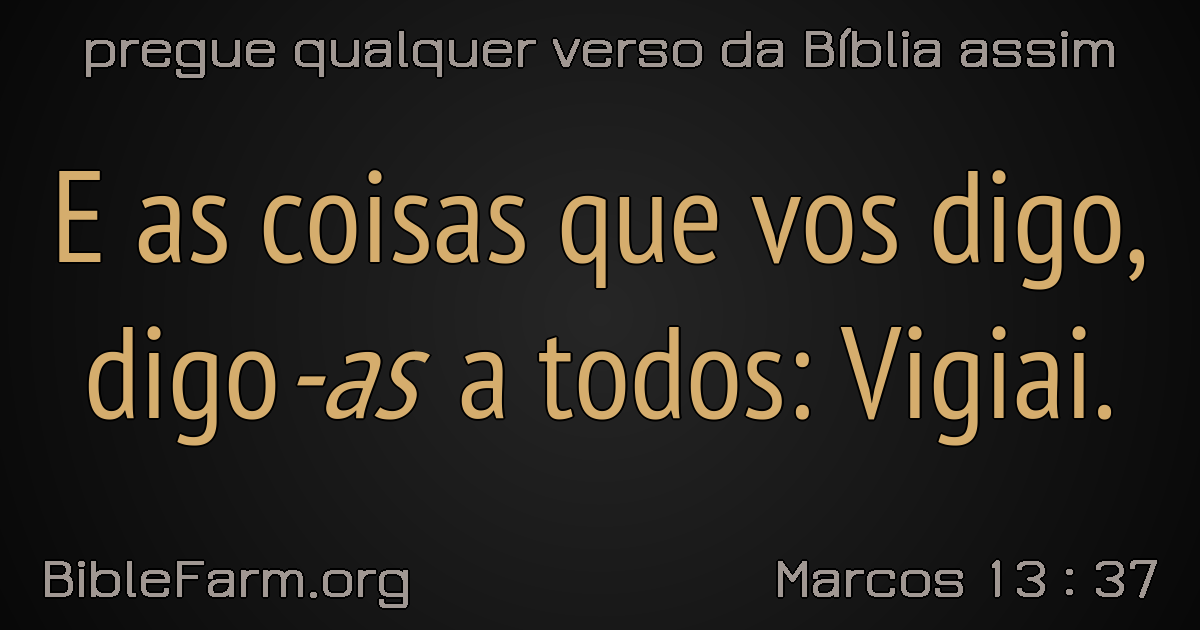 pregue qualquer verso da Bíblia assim
E as coisas que vos digo,
digo-as a todos: Vigiai.
BibleFarm.org
Marcos 13 : 37